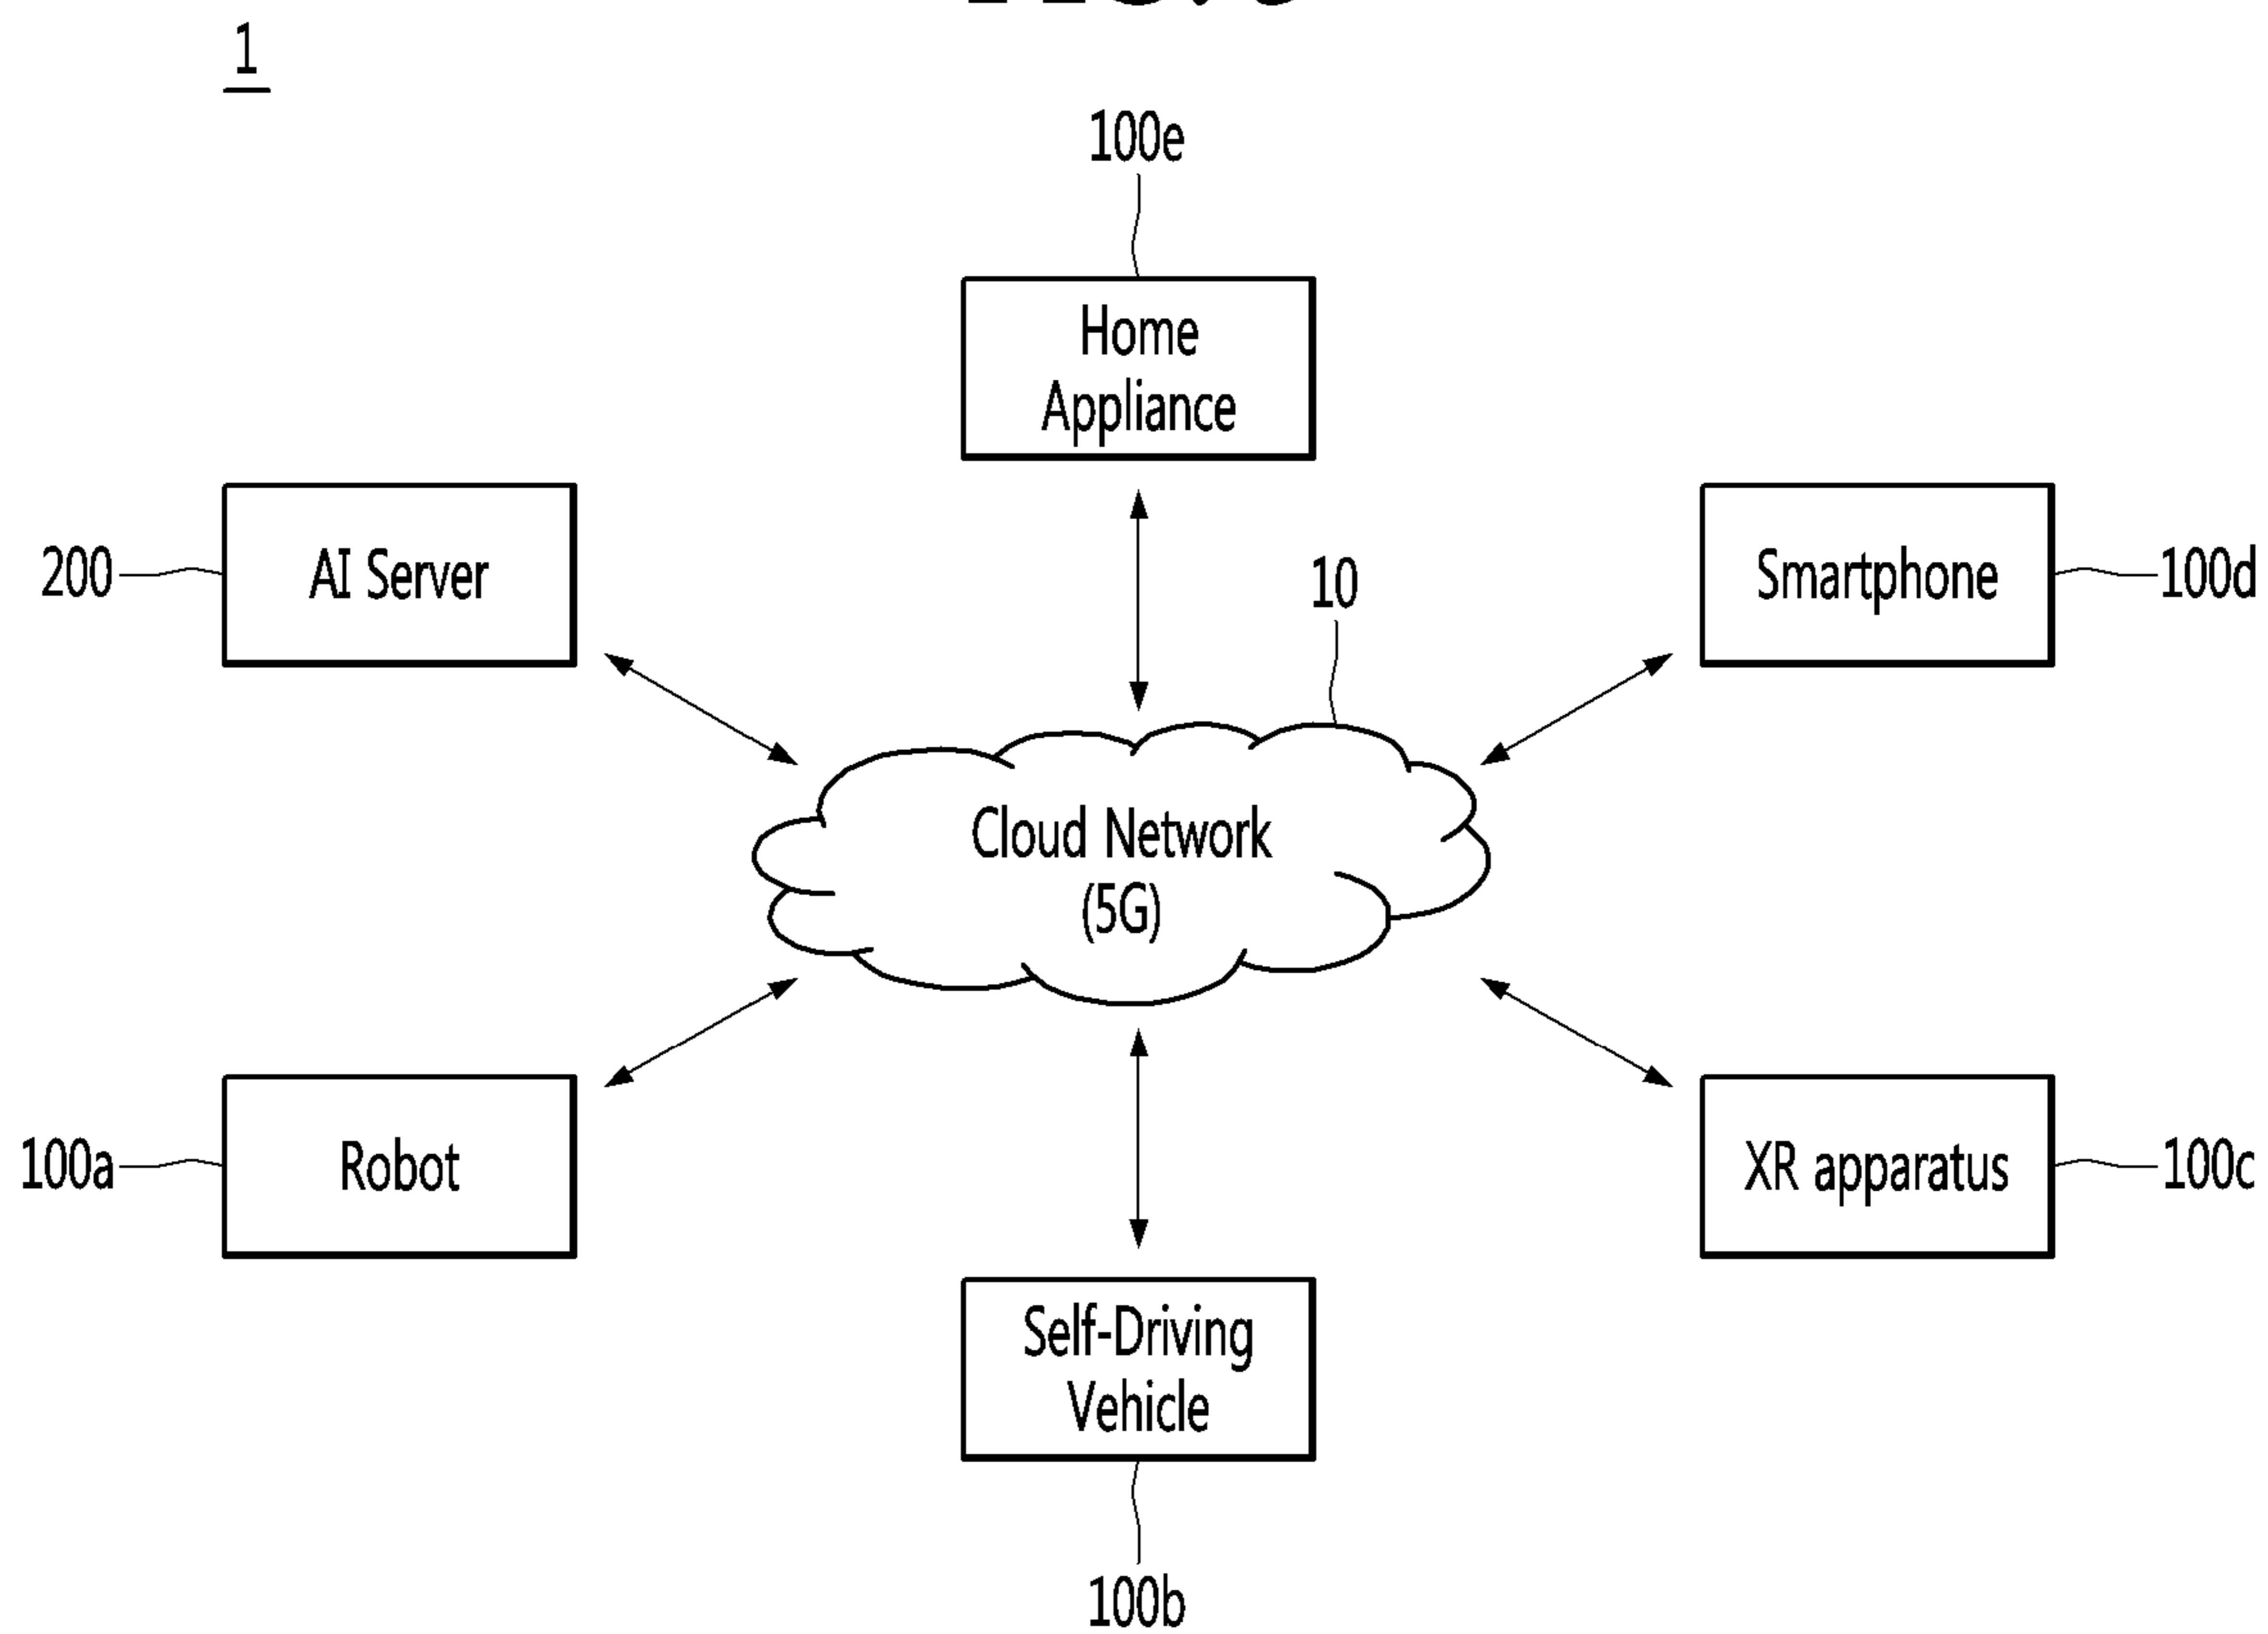 1
100e
Home
Appliance
200
AI Server
10
Smartphone
100d
Cloud Network
(5G)
100a
Robot
XR apparatus
100c
Self-Driving
Vehicle
100b